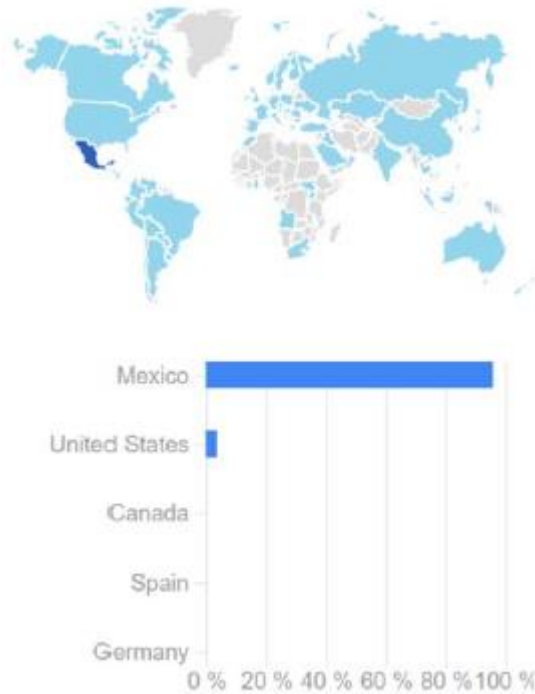 Mexico
United States
Canada
Spain
Germany
0 % 20 % 40 % 60 % 80 % 100 %